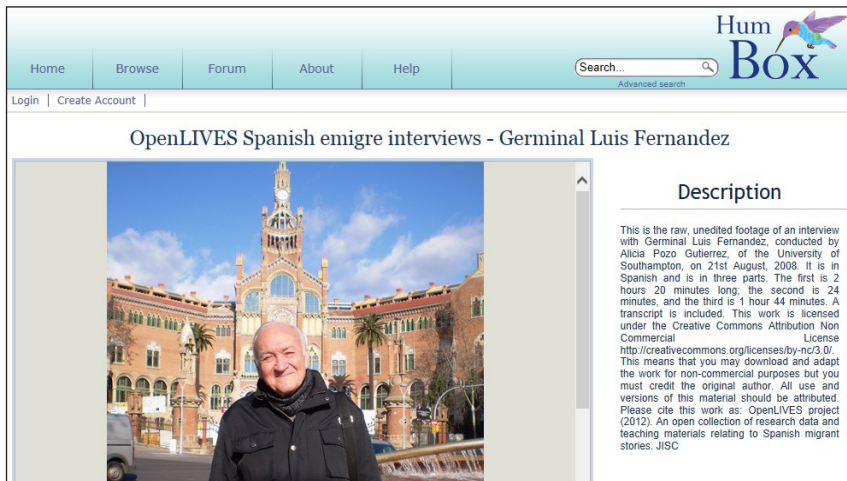 Hum
Box
Home Browse Forum About Help
Search...
Advanced search
Login | Create Account |
OpenLIVES Spanish emigre interviews - Germinal Luis Fernandez
Description
This is the raw, unedited footage of an interview
with Germinal Luis Fernandez, conducted by
Alicia Pozo Gutierrez, of the University of
Southampton, on 21st August, 2008. It is in
Spanish and is in three parts. The first is 2
hours 20 minutes long; the second is 24
minutes, and the third is 1 hour 44 minutes. A
transcript is included. This work is licensed
under the Creative Commons Attribution Non
Commercial License
http://creativecommons.org/licenses/by-nc/3.0/.
This means that you may download and adapt
the work for non-commercial purposes but you
must credit the original author. All use and
versions of this material should be attributed.
Please cite this work as: OpenLIVES project
(2012). An open collection of research data and
teaching materials relating to Spanish migrant
stories. JISC